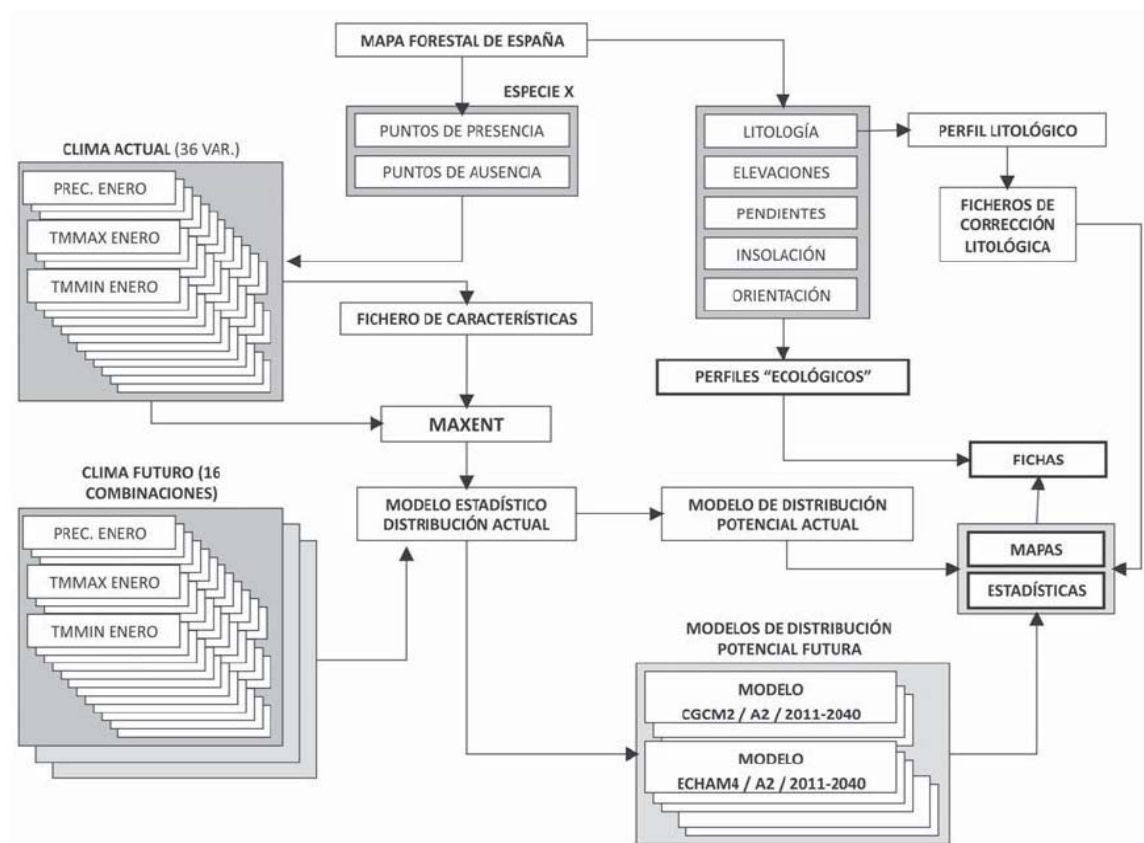 MAPA FORESTAL DE ESPAÑA
ESPECIE X
PUNTOS DE PRESENCIA
PUNTOS DE AUSENCIA
CLIMA ACTUAL (36 VAR.)
PREC. ENERO
TMMAX ENERO
TMMIN ENERO
LITOLOGÍA
ELEVACIONES
PENDIENTES
INSOLACIÓN
ORIENTACIÓN
PERFIL LITOLÓGICO
FICHEROS DE
CORRECCIÓN
LITOLÓGICA
FICHERO DE CARACTERÍSTICAS
PERFILES “ECOLÓGICOS”
MAXENT
FICHAS
CLIMA FUTURO (16
COMBINACIONES)
PREC. ENERO
TMMAX ENERO
TMMIN ENERO
MODELO ESTADÍSTICO
DISTRIBUCIÓN ACTUAL
MODELO DE DISTRIBUCIÓN
POTENCIAL ACTUAL
MAPAS
ESTADÍSTICAS
MODELOS DE DISTRIBUCIÓN
POTENCIAL FUTURA
MODELO
CGCM2 / A2 / 2011-2040
MODELO
ECHAM4 / A2 / 2011-2040